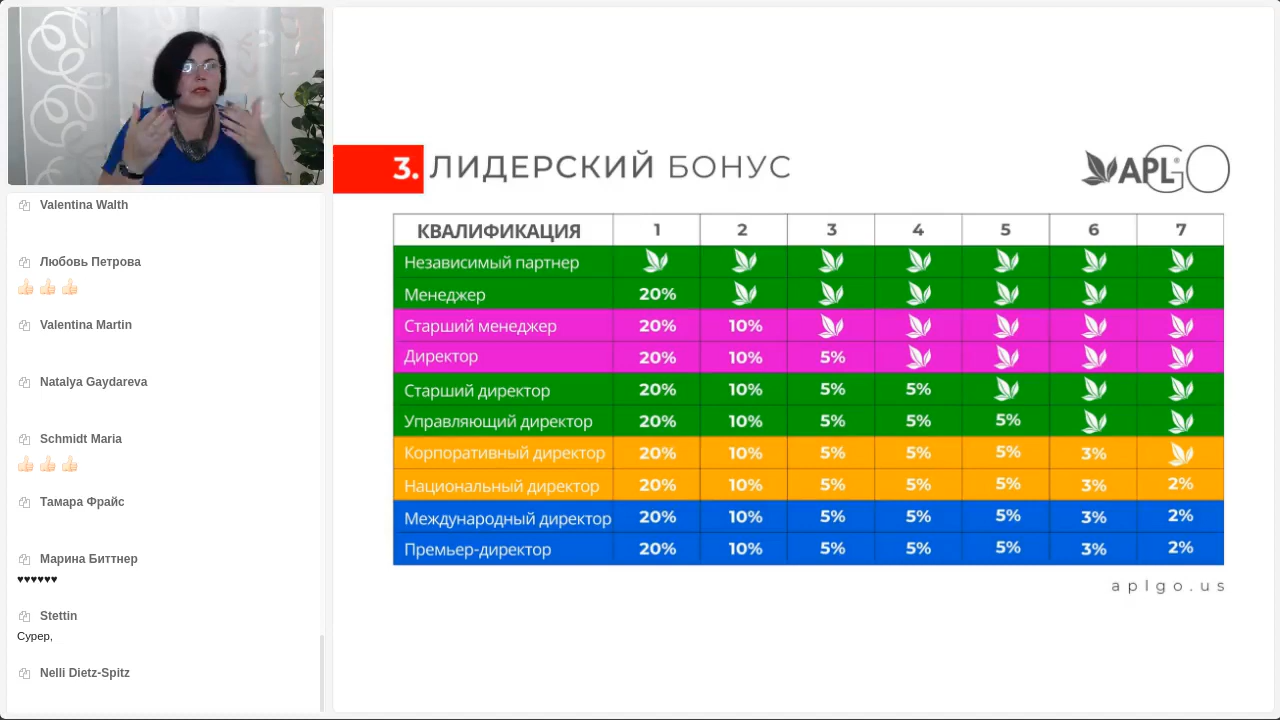 Valentina Walth
Любовь Петрова
Valentina Martin
Natalya Gaydareva
Schmidt Maria
Тамара Фрайс
Марина Биттнер
♥♥♥♥♥♥
Stettin
Сурер,
Nelli Dietz-Spitz
3. ЛИДЕРСКИЙ БОНУС
APLGO
КВАЛИФИКАЦИЯ 1 2 3 4 5 6 7
Независимый партнер
Менеджер 20%
Старший менеджер 20% 10%
Директор 20% 10% 5%
Старший директор 20% 10% 5% 5%
Управляющий директор 20% 10% 5% 5% 5%
Корпоративный директор 20% 10% 5% 5% 5% 3%
Национальный директор 20% 10% 5% 5% 5% 3% 2%
Международный директор 20% 10% 5% 5% 5% 3% 2%
Премьер-директор 20% 10% 5% 5% 5% 3% 2%
aplgo.us